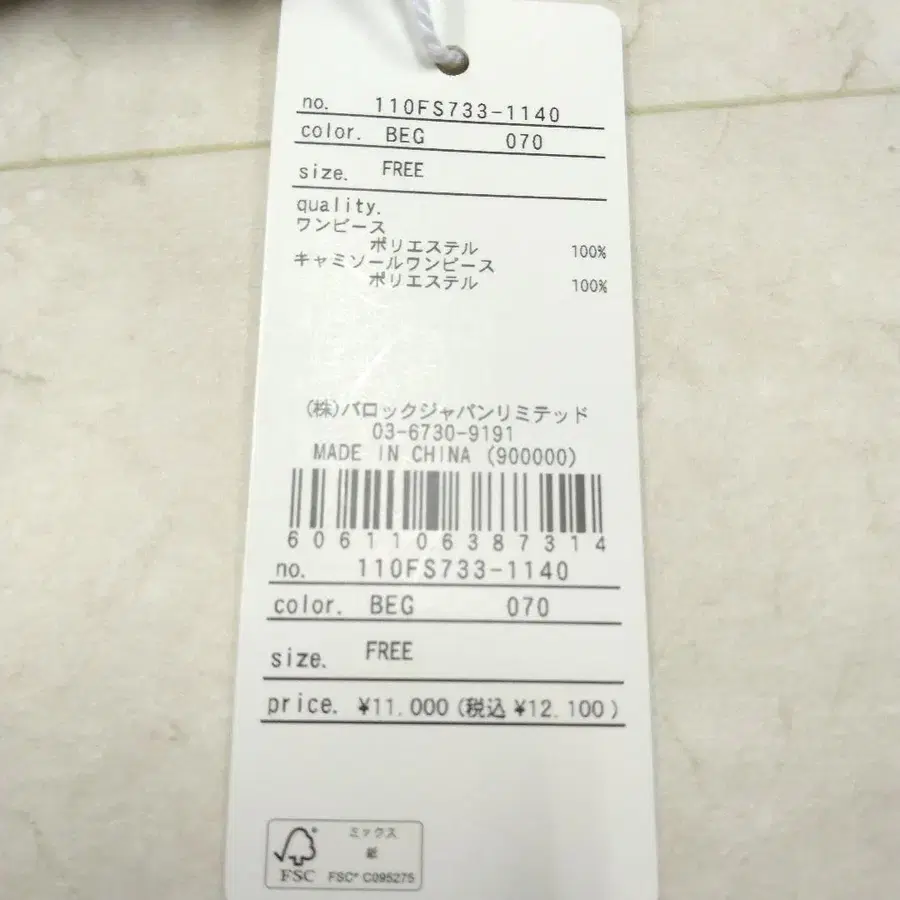 no. 110FS733-1140
color. BEG 070
size. FREE
quality.
ワンピース
ポリエステル 100%
キャミソールワンピース
ポリエステル 100%
(株)バロックジャパンリミテッド
03-6730-9191
MADE IN CHINA (900000)
6061106387314
no. 110FS733-1140
color. BEG 070
size. FREE
price. ¥11.000(税込¥12.100)
ミックス
紙
FSC
FSC® C095275